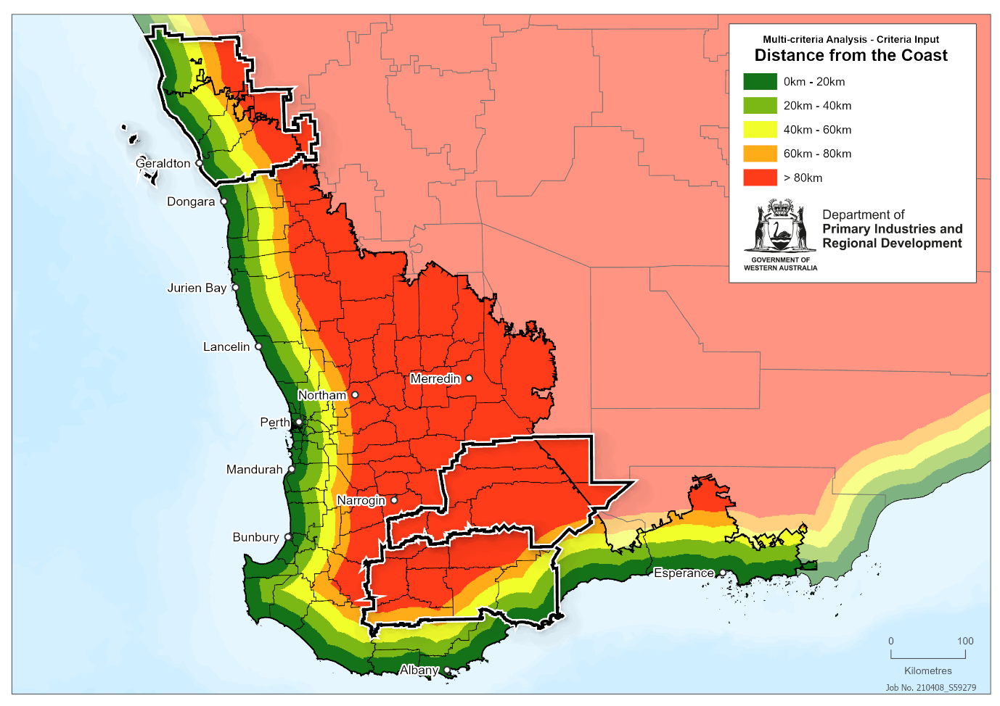 Multi-criteria Analysis - Criteria Input
Distance from the Coast
0km - 20km
20km - 40km
40km - 60km
60km - 80km
> 80km
Department of
Primary Industries and
Regional Development
GOVERNMENT OF
WESTERN AUSTRALIA
Geraldton
Dongara
Jurien Bay
Lancelin
Merredin
Northam
Perth
Mandurah
Narrogin
Bunbury
Esperance
Albany
0 100
Kilometres
Job No. 210408_S59279